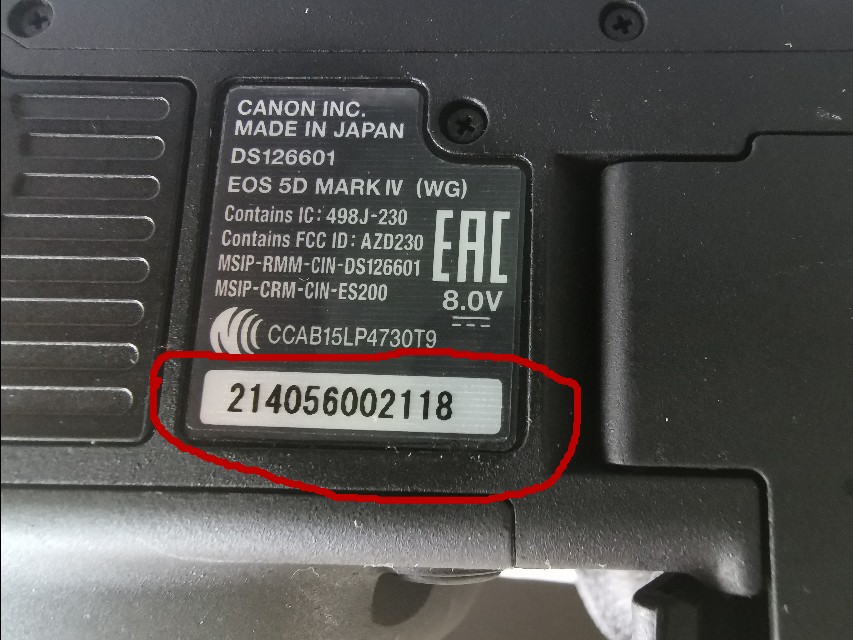 CANON INC.
MADE IN JAPAN
DS126601
EOS 5D MARK IV (WG)
Contains IC: 498J-230
Contains FCC ID: AZD230
MSIP-RMM-CIN-DS126601
MSIP-CRM-CIN-ES200
EAC
8.0V
CCAB15LP4730T9
214056002118